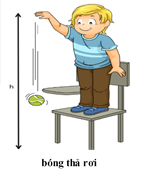 h
bóng thả rơi